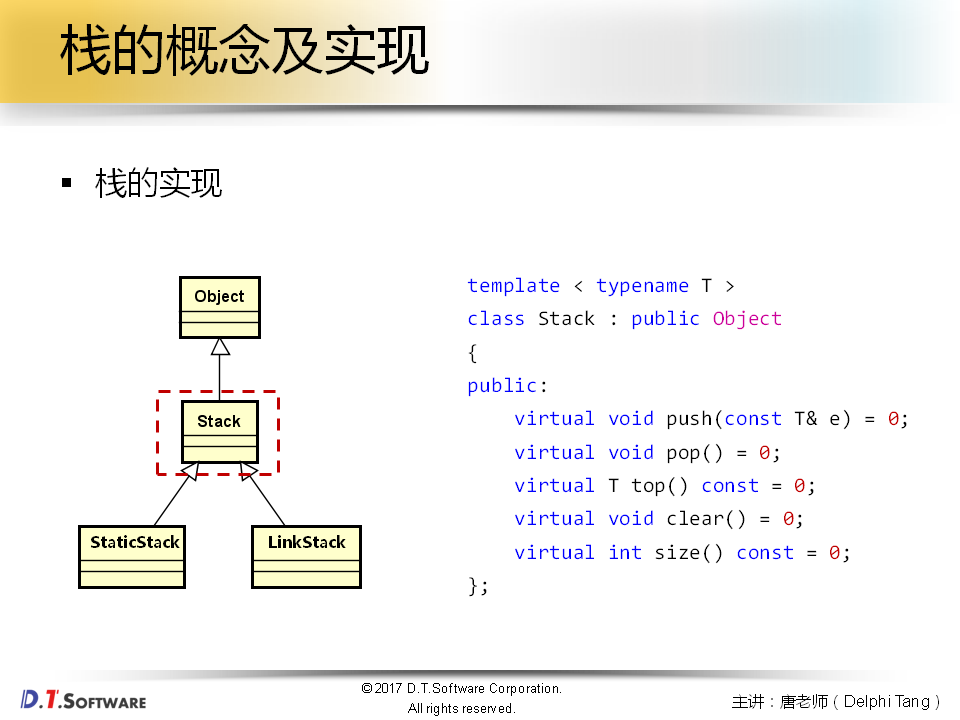 栈的概念及实现
▪ 栈的实现
Object
Stack
StaticStack
LinkStack
template < typename T >
class Stack : public Object
{
public:
    virtual void push(const T& e) = 0;
    virtual void pop() = 0;
    virtual T top() const = 0;
    virtual void clear() = 0;
    virtual int size() const = 0;
};
D.T.SOFTWARE
©2017 D.T.Software Corporation.
All rights reserved.
主讲：唐老师（Delphi Tang）